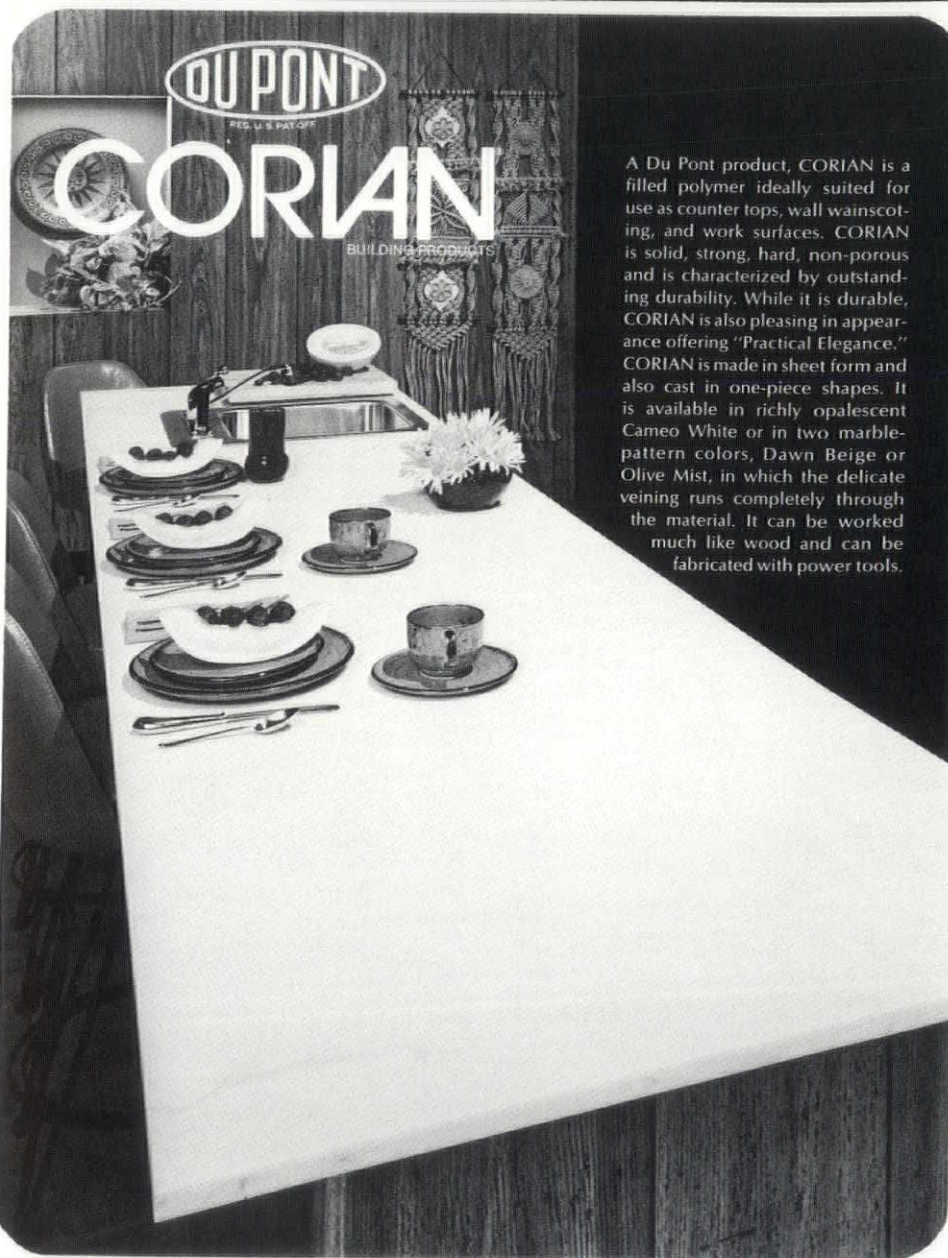 DU PONT
REG. U. S. PAT. OFF.
CORIAN
BUILDING PRODUCTS
A Du Pont product, CORIAN is a
filled polymer ideally suited for
use as counter tops, wall wainscot-
ing, and work surfaces. CORIAN
is solid, strong, hard, non-porous
and is characterized by outstand-
ing durability. While it is durable,
CORIAN is also pleasing in appear-
ance offering "Practical Elegance."
CORIAN is made in sheet form and
also cast in one-piece shapes. It
is available in richly opalescent
Cameo White or in two marble-
pattern colors, Dawn Beige or
Olive Mist, in which the delicate
veining runs completely through
the material. It can be worked
much like wood and can be
fabricated with power tools.